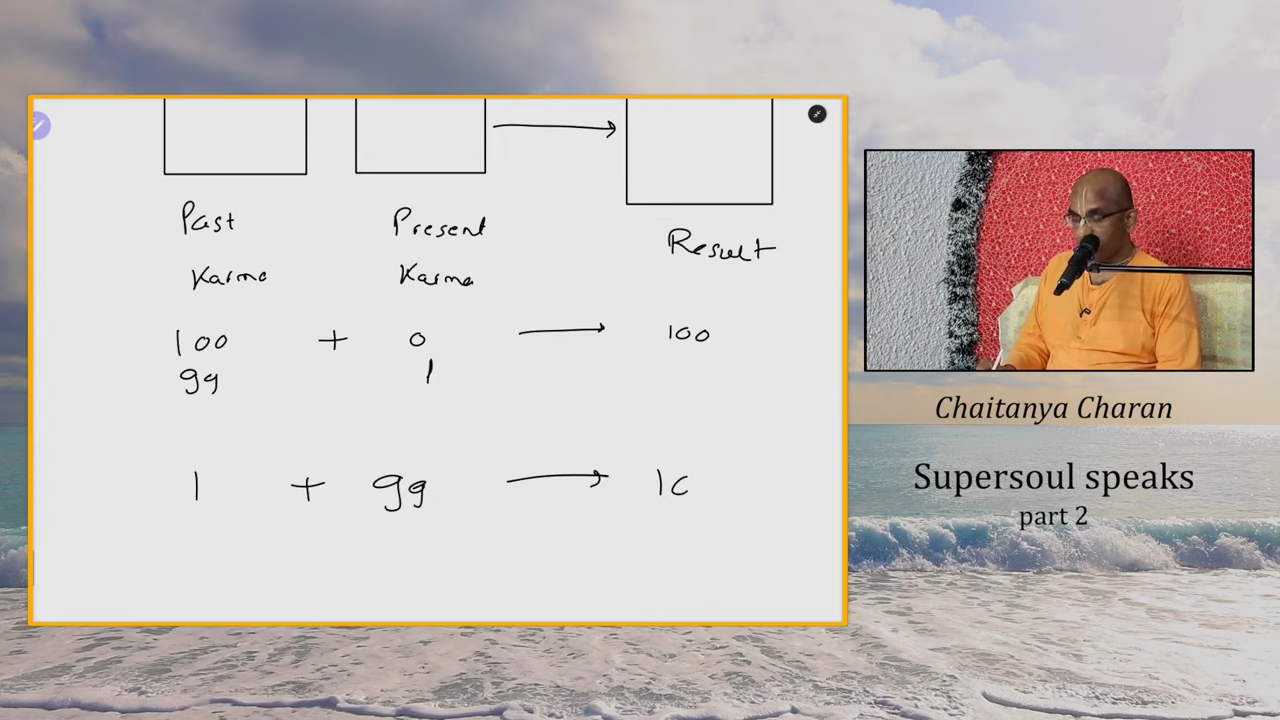 Past Present
Result
Karma Karma
100 + 0 → 100
99 1
1 + 99 → 10
Chaitanya Charan
Supersoul speaks
part 2